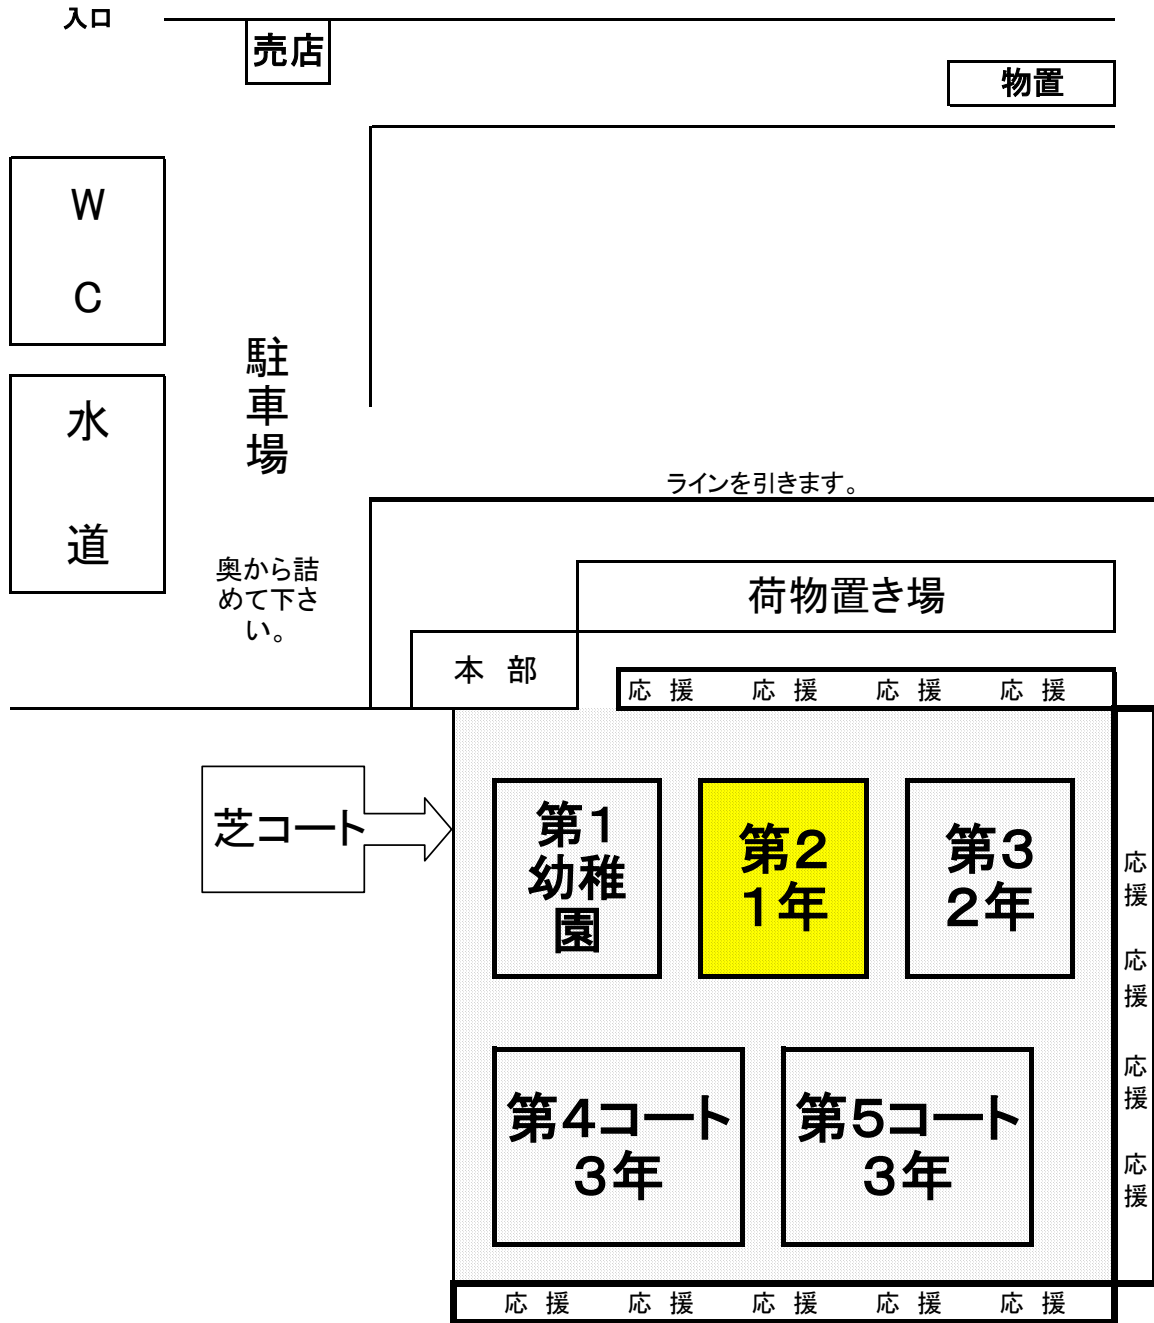 入口
売店
物置
W
C
水
道
駐
車
場
奥から詰
めて下さ
い。
ラインを引きます。
荷物置き場
本 部
応 援 応 援 応 援 応 援
芝コート
第1
幼稚
園
第2
1年
第3
2年
第4コート
3年
第5コート
3年
応
援
応
援
応
援
応
援
応 援 応 援 応 援 応 援 応 援